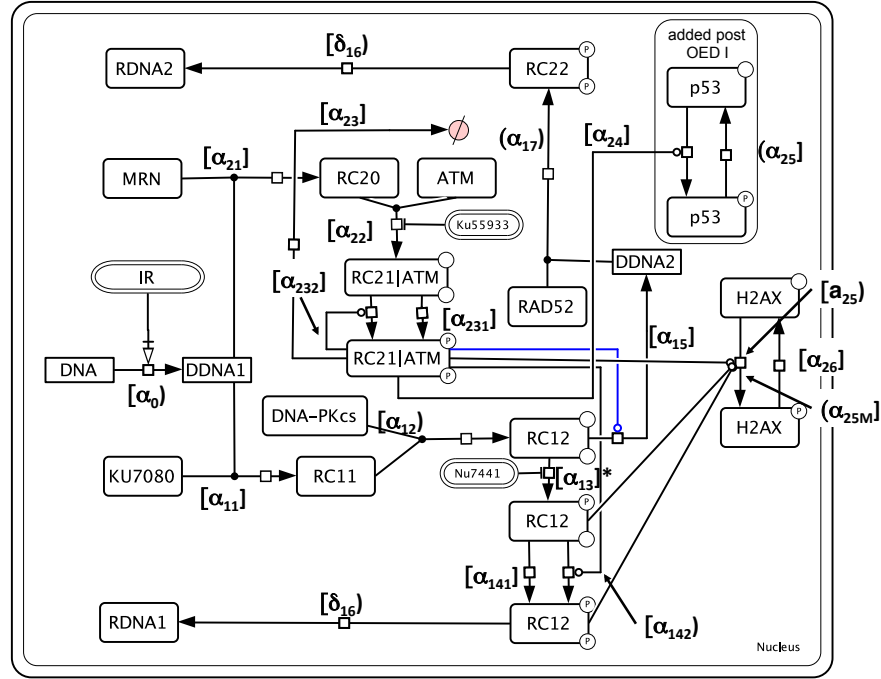 added post
OED I
[δ₁₆)
RDNA2
RC22
P
P
p53
[α₂₃]
(α₁₇)
[α₂₄]
(α₂₅]
[α₂₁]
MRN
RC20
ATM
p53
P
[α₂₂]
Ku55933
IR
RC21|ATM
DDNA2
[α₂₃₂]
RAD52
H2AX
[a₂₅)
[α₂₃₁]
[α₁₅]
RC21|ATM
P
P
DNA
DDNA1
[α₂₆]
[α₀)
DNA-PKcs
[α₁₂)
H2AX
P
(α₂₅M]
RC12
KU7080
RC11
Nu7441
[α₁₃]*
[α₁₁]
RC12
P
[α₁₄₁]
[δ₁₆)
RDNA1
RC12
P
P
[α₁₄₂)
Nucleus